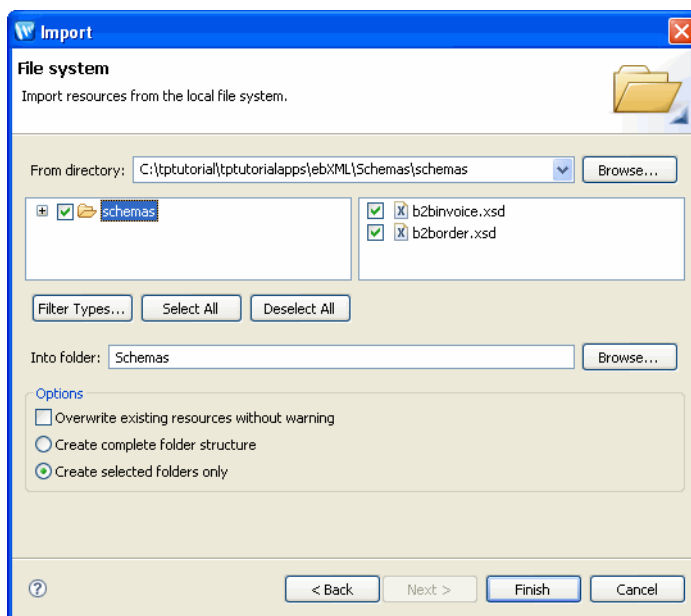 Import
File system
Import resources from the local file system.
From directory: C:\tptutorial\tptutorialapps\ebXML\Schemas\schemas Browse...
schemas b2binvoice.xsd
b2border.xsd
Filter Types... Select All Deselect All
Into folder: Schemas Browse...
Options
Overwrite existing resources without warning
Create complete folder structure
Create selected folders only
? < Back Next > Finish Cancel